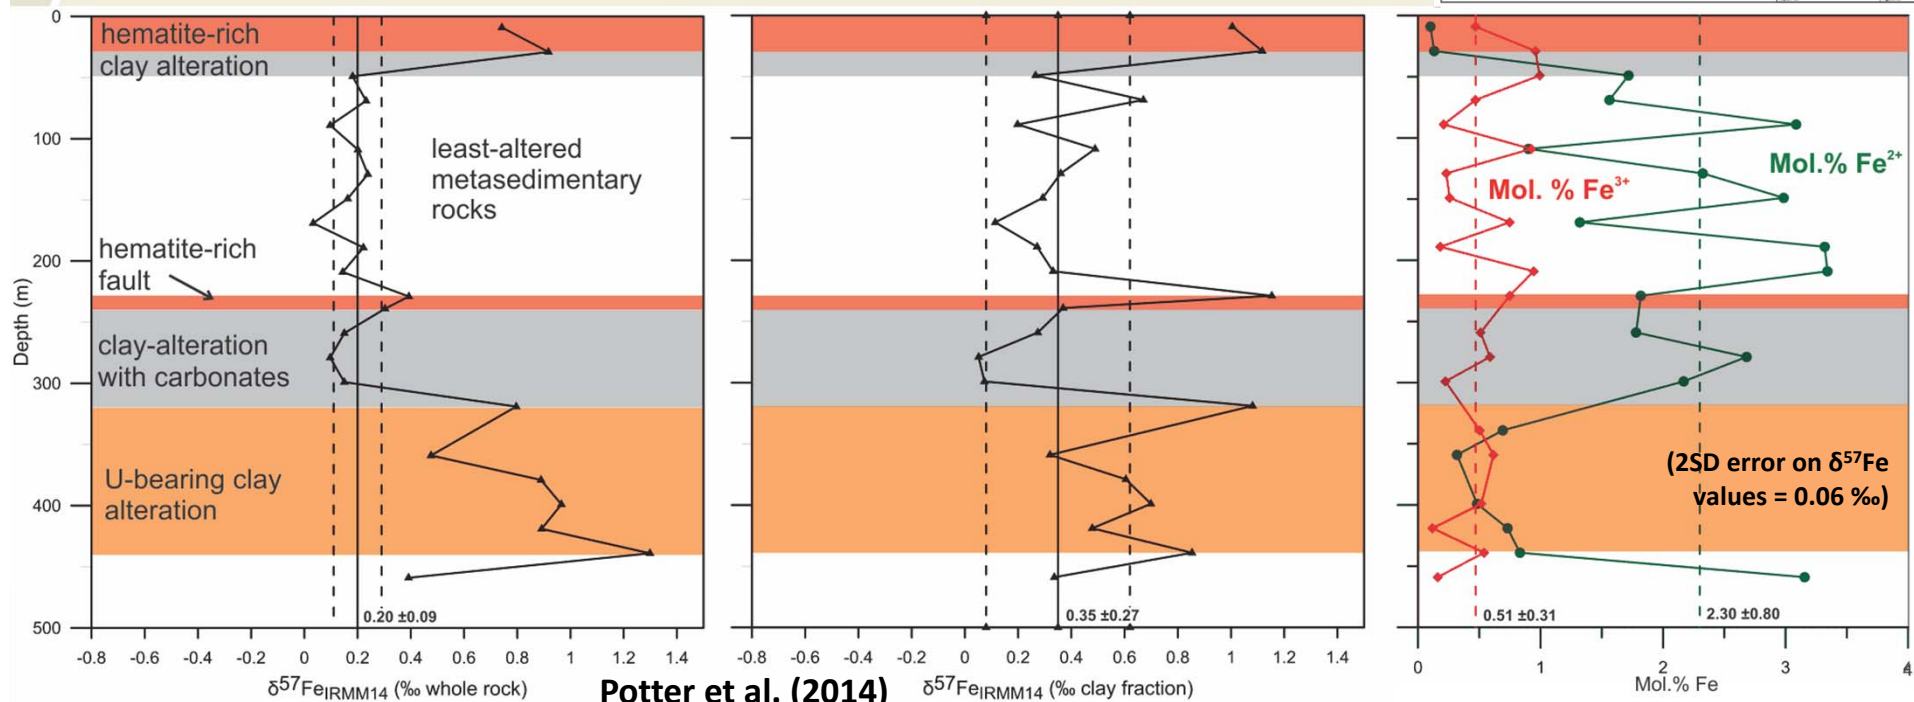 0
100
200
300
400
500
Depth (m)
hematite-rich
clay alteration
least-altered
metasedimentary
rocks
hematite-rich
fault
clay-alteration
with carbonates
U-bearing clay
alteration
0.20 ±0.09
-0.8 -0.6 -0.4 -0.2 0 0.2 0.4 0.6 0.8 1 1.2 1.4
δ⁵⁷Fe_IRMM14 (‰ whole rock)
0.35 ±0.27
-0.8 -0.6 -0.4 -0.2 0 0.2 0.4 0.6 0.8 1 1.2 1.4
δ⁵⁷Fe_IRMM14 (‰ clay fraction)
Potter et al. (2014)
Mol.% Fe²⁺
Mol. % Fe³⁺
(2SD error on δ⁵⁷Fe
values = 0.06 ‰)
0.51 ±0.31
2.30 ±0.80
0 1 2 3 4
Mol.% Fe